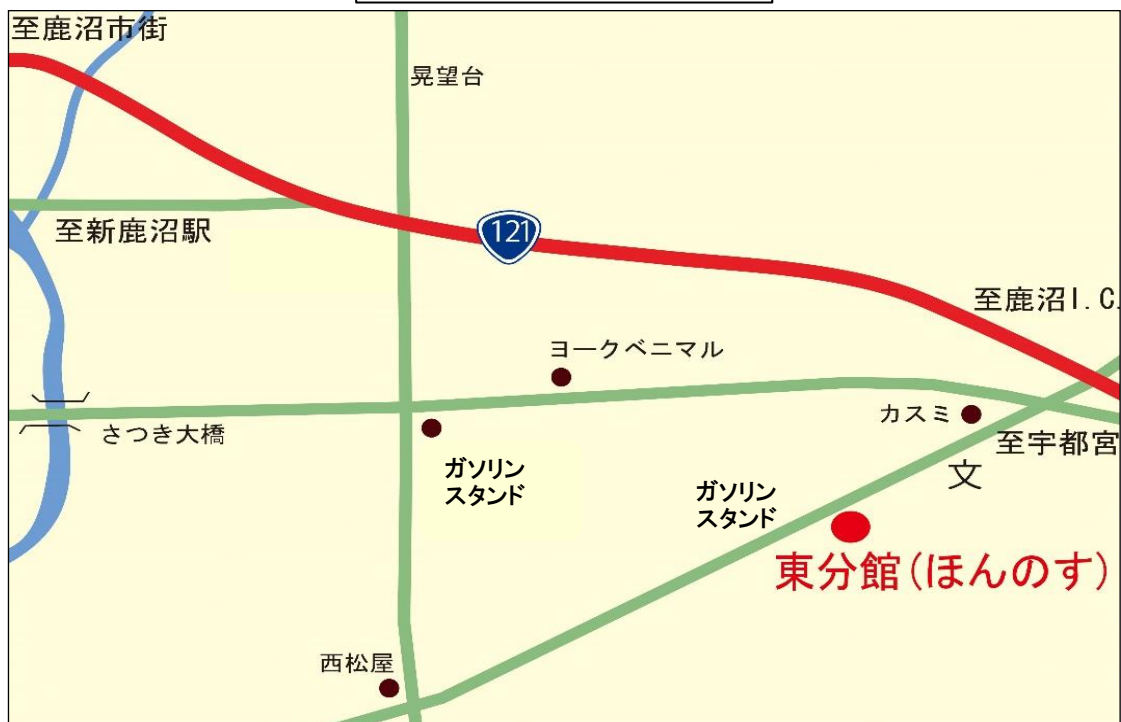 至鹿沼市街
晃望台
至新鹿沼駅
121
至鹿沼I.C.
ヨークベニマル
カスミ
さつき大橋
至宇都宮
ガソリン
スタンド
文
ガソリン
スタンド
東分館(ほんのす)
西松屋